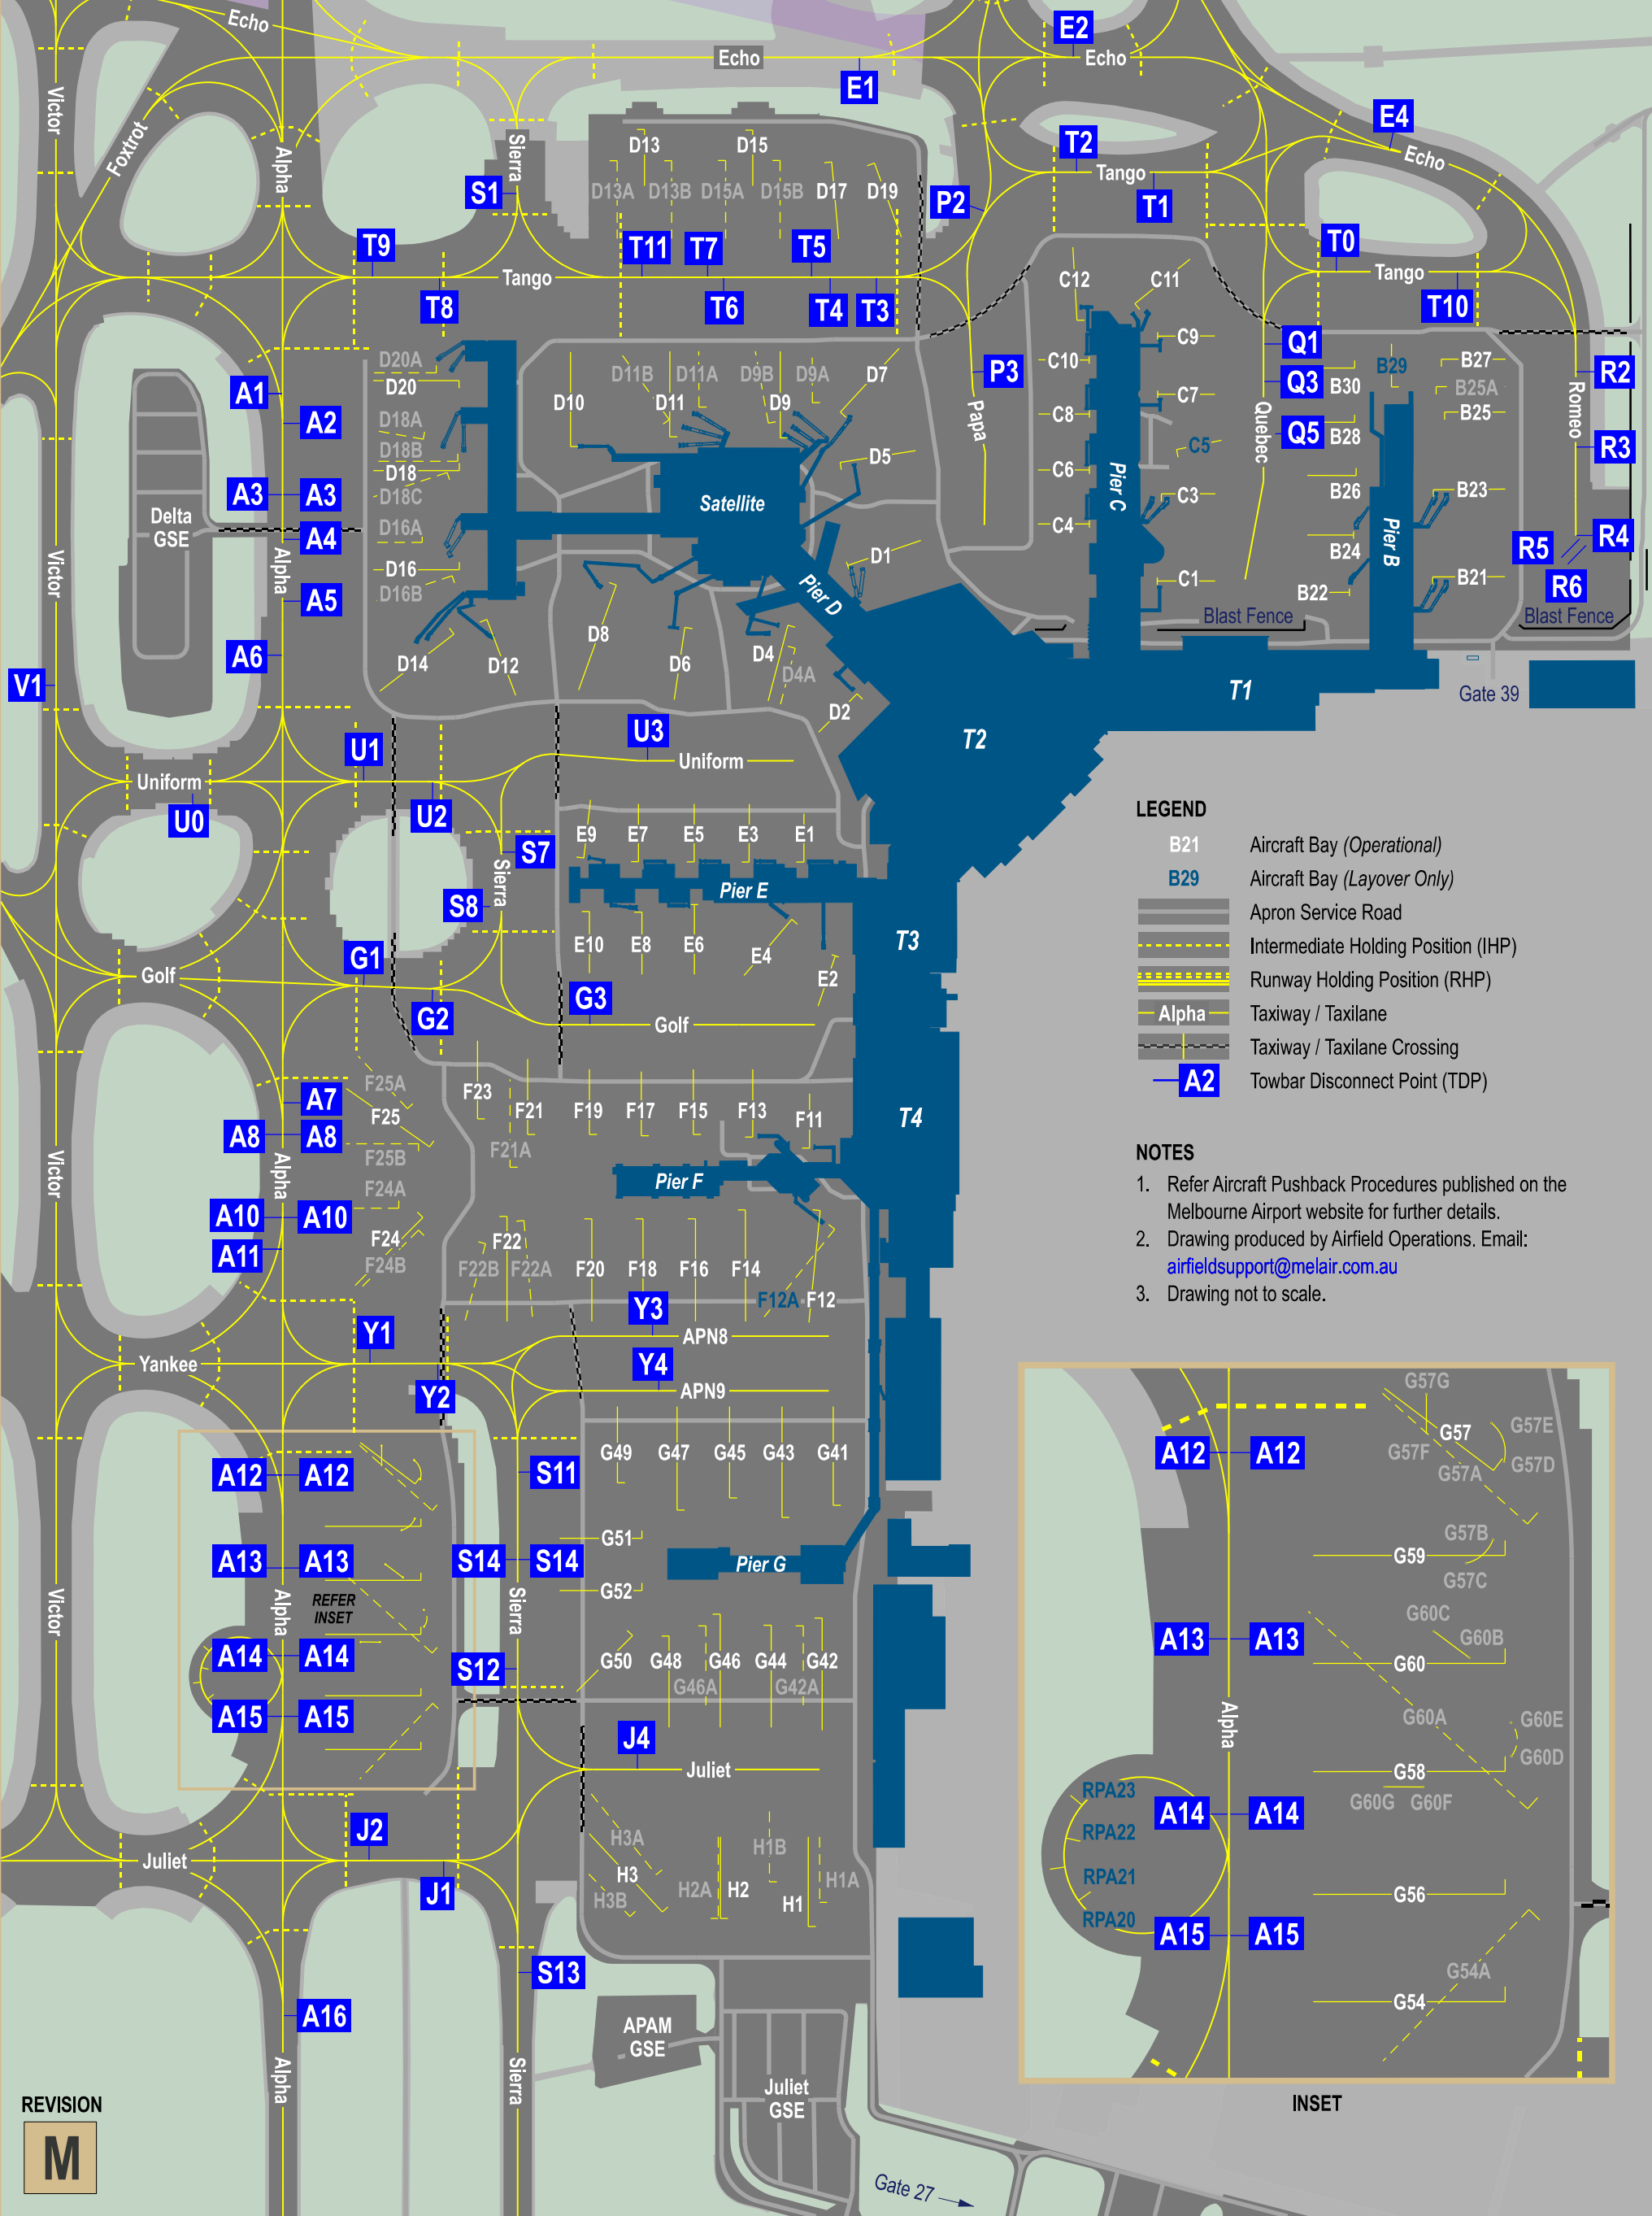 Echo
Echo
E2
Echo
E1
Victor
Foxtrot
Alpha
Sierra
S1
D13
D15
D13A
D13B
D15A
D15B
D17
D19
P2
T2
Tango
T1
E4
Echo
T9
T11
T7
T5
Tango
T8
T6
T4
T3
T0
Tango
T10
C12
C11
A1
A2
D20A
D20
D18A
D18B
D18
D18C
D16A
D16
D16B
D10
D11B
D11
D11A
D9B
D9
D9A
D7
D5
D1
Satellite
Pier D
P3
Papa
C10
C8
C6
C4
Pier C
C9
C7
C5
C3
C1
Q1
Q3
Q5
Quebec
B30
B28
B26
B24
B22
B29
Pier B
B27
B25A
B25
B23
B21
Romeo
R2
R3
R4
R5
R6
Blast Fence
Blast Fence
Delta
GSE
A3 A3
A4
Alpha
A5
A6
Victor
V1
D14
D12
D8
D6
D4
D4A
D2
T2
T1
Gate 39
Uniform
U0
U1
U2
U3
Uniform
E9
E7
E5
E3
E1
S7
Sierra
S8
Pier E
E10
E8
E6
E4
E2
T3
Golf
G1
G2
G3
Golf
LEGEND
B21 Aircraft Bay (Operational)
B29 Aircraft Bay (Layover Only)
Apron Service Road
Intermediate Holding Position (IHP)
Runway Holding Position (RHP)
Alpha Taxiway / Taxilane
Taxiway / Taxilane Crossing
A2 Towbar Disconnect Point (TDP)
NOTES
1. Refer Aircraft Pushback Procedures published on the
Melbourne Airport website for further details.
2. Drawing produced by Airfield Operations. Email:
airfieldsupport@melair.com.au
3. Drawing not to scale.
A7
A8 A8
Alpha
Victor
A10 A10
A11
F25A
F25
F25B
F24A
F24
F24B
F23
F21
F21A
F19
F17
F15
F13
F11
T4
Pier F
F22
F22B
F22A
F20
F18
F16
F14
F12A
F12
Yankee
Y1
Y2
Y3
APN8
Y4
APN9
G49
G47
G45
G43
G41
A12 A12
S11
A13 A13
S14 S14
G51
G52
Pier G
REFER
INSET
Victor
Alpha
Sierra
A14 A14
S12
A15 A15
G50
G48
G46
G46A
G44
G42
G42A
J4
Juliet
Juliet
J2
J1
H3A
H3
H3B
H2A
H2
H1B
H1
H1A
S13
A16
Alpha
Sierra
APAM
GSE
Juliet
GSE
Gate 27
REVISION
M
G57G
G57
G57E
G57F
G57A
G57D
A12 A12
G57B
G59
G57C
G60C
A13 A13
G60B
G60
Alpha
G60A
G60E
G60D
G58
G60G
G60F
RPA23
A14 A14
RPA22
RPA21
G56
RPA20
A15 A15
G54A
G54
INSET